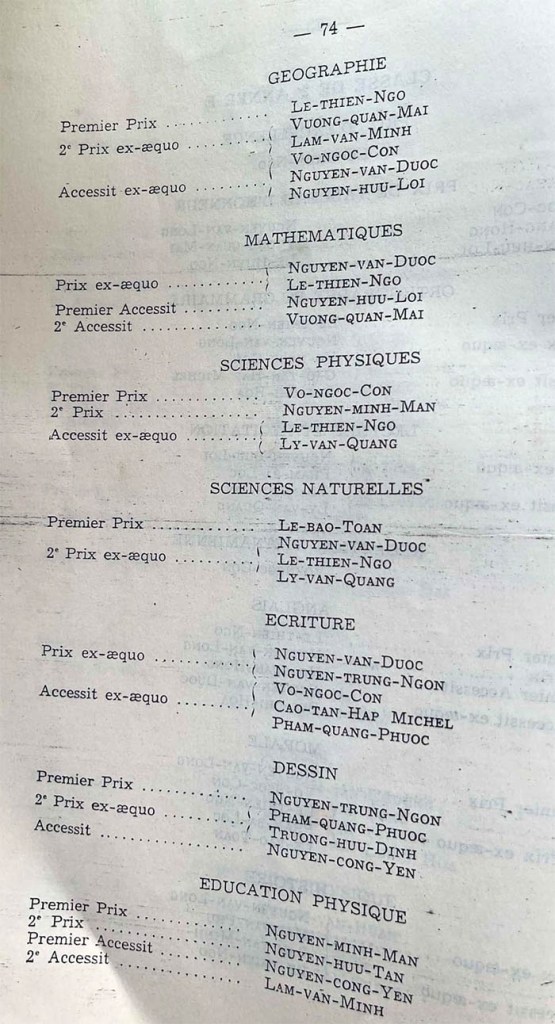 — 74 —
GEOGRAPHIE
Premier Prix .......... LE-THIEN-NGO
2e Prix ex-æquo ........ VUONG-QUAN-MAI
LAM-VAN-MINH
VO-NGOC-CON
Accessit ex-æquo ........ NGUYEN-VAN-DUOC
NGUYEN-HUU-LOI
MATHEMATIQUES
Prix ex-æquo .......... NGUYEN-VAN-DUOC
LE-THIEN-NGO
Premier Accessit ........ NGUYEN-HUU-LOI
2e Accessit ............ VUONG-QUAN-MAI
SCIENCES PHYSIQUES
Premier Prix ............ VO-NGOC-CON
2e Prix ................ NGUYEN-MINH-MAN
Accessit ex-æquo ........ LE-THIEN-NGO
LY-VAN-QUANG
SCIENCES NATURELLES
Premier Prix ............ LE-BAO-TOAN
2e Prix ex-æquo ........ NGUYEN-VAN-DUOC
LE-THIEN-NGO
LY-VAN-QUANG
ECRITURE
Prix ex-æquo .......... NGUYEN-VAN-DUOC
NGUYEN-TRUNG-NGON
Accessit ex-æquo ........ VO-NGOC-CON
CAO-TAN-HAP MICHEL
PHAM-QUANG-PHUOC
DESSIN
Premier Prix ............ NGUYEN-TRUNG-NGON
2e Prix ex-æquo ........ PHAM-QUANG-PHUOC
TRUONG-HUU-DINH
Accessit .............. NGUYEN-CONG-YEN
EDUCATION PHYSIQUE
Premier Prix ............ NGUYEN-MINH-MAN
2e Prix ................ NGUYEN-HUU-TAN
Premier Accessit ........ NGUYEN-CONG-YEN
2e Accessit ............ LAM-VAN-MINH